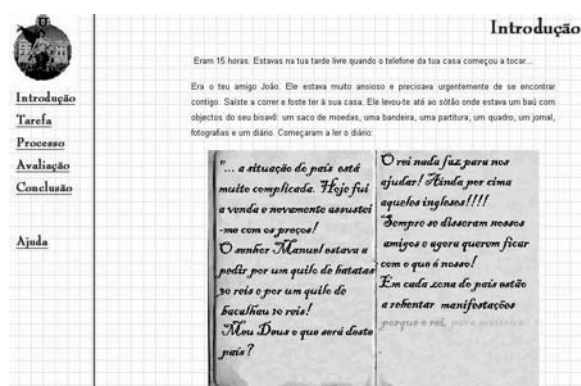 Introdução
Introdução
Tarefa
Processo
Avaliação
Conclusão
Ajuda
Eram 15 horas. Estavas na tua tarde livre quando o telefone da tua casa começou a tocar...
Era o teu amigo João. Ele estava muito ansioso e precisava urgentemente de se encontrar
contigo. Saíste a correr e foste ter à sua casa. Ele levou-te até ao sótão onde estava um baú com
objectos do seu bisavô: um saco de moedas, uma bandeira, uma partitura, um quadro, um jornal,
fotografias e um diário. Começaram a ler o diário:
"... a situação do país está
muito complicada. Hoje fui
a venda e novamente assustei
-me com os preços!
O senhor Manuel estava a
pedir por um quilo de batatas
10 reis e por um quilo de
bacalhau 10 reis!
Meu Deus o que será deste
país?
O rei nada faz para nos
ajudar! Ainda por cima
aqueles ingleses!!!!
Sempre se disseram nossos
amigos e agora querem ficar
com o que é nosso!
Em cada zona do país estão
a rebentar manifestações
porque o rei, para